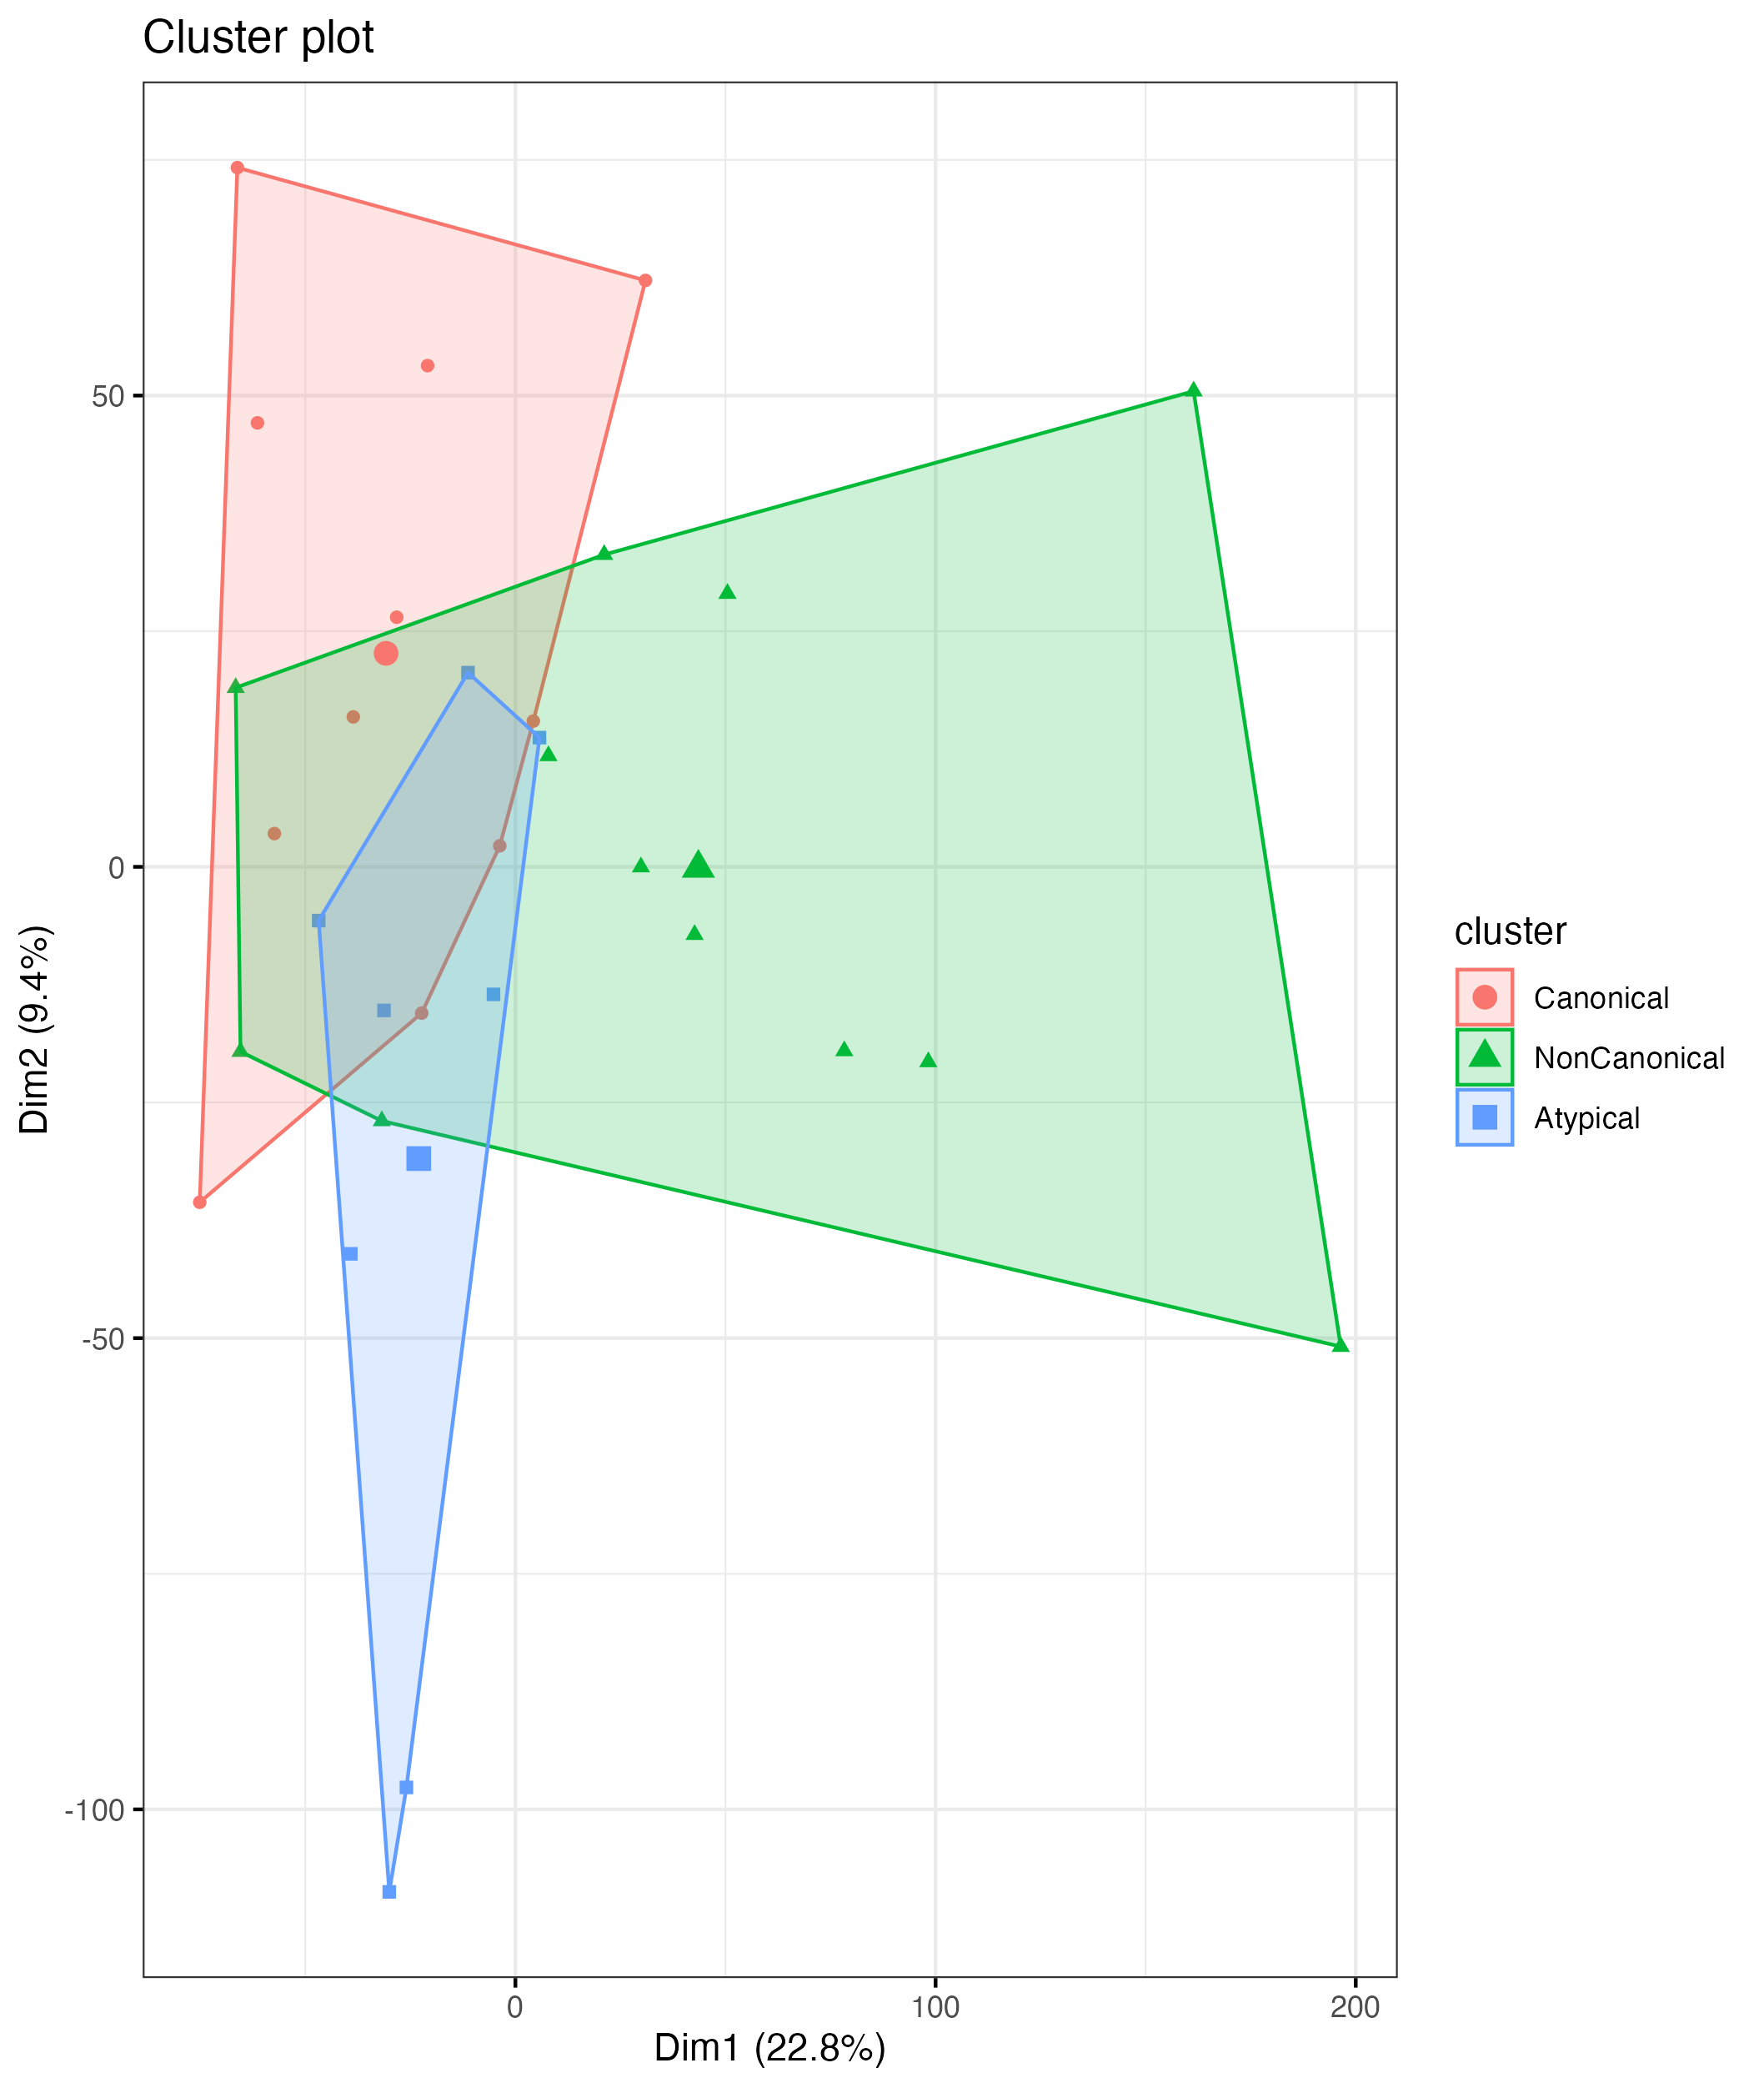 Cluster plot
50
0
-50
-100
Dim2 (9.4%)
0
100
200
Dim1 (22.8%)
cluster
Canonical
NonCanonical
Atypical